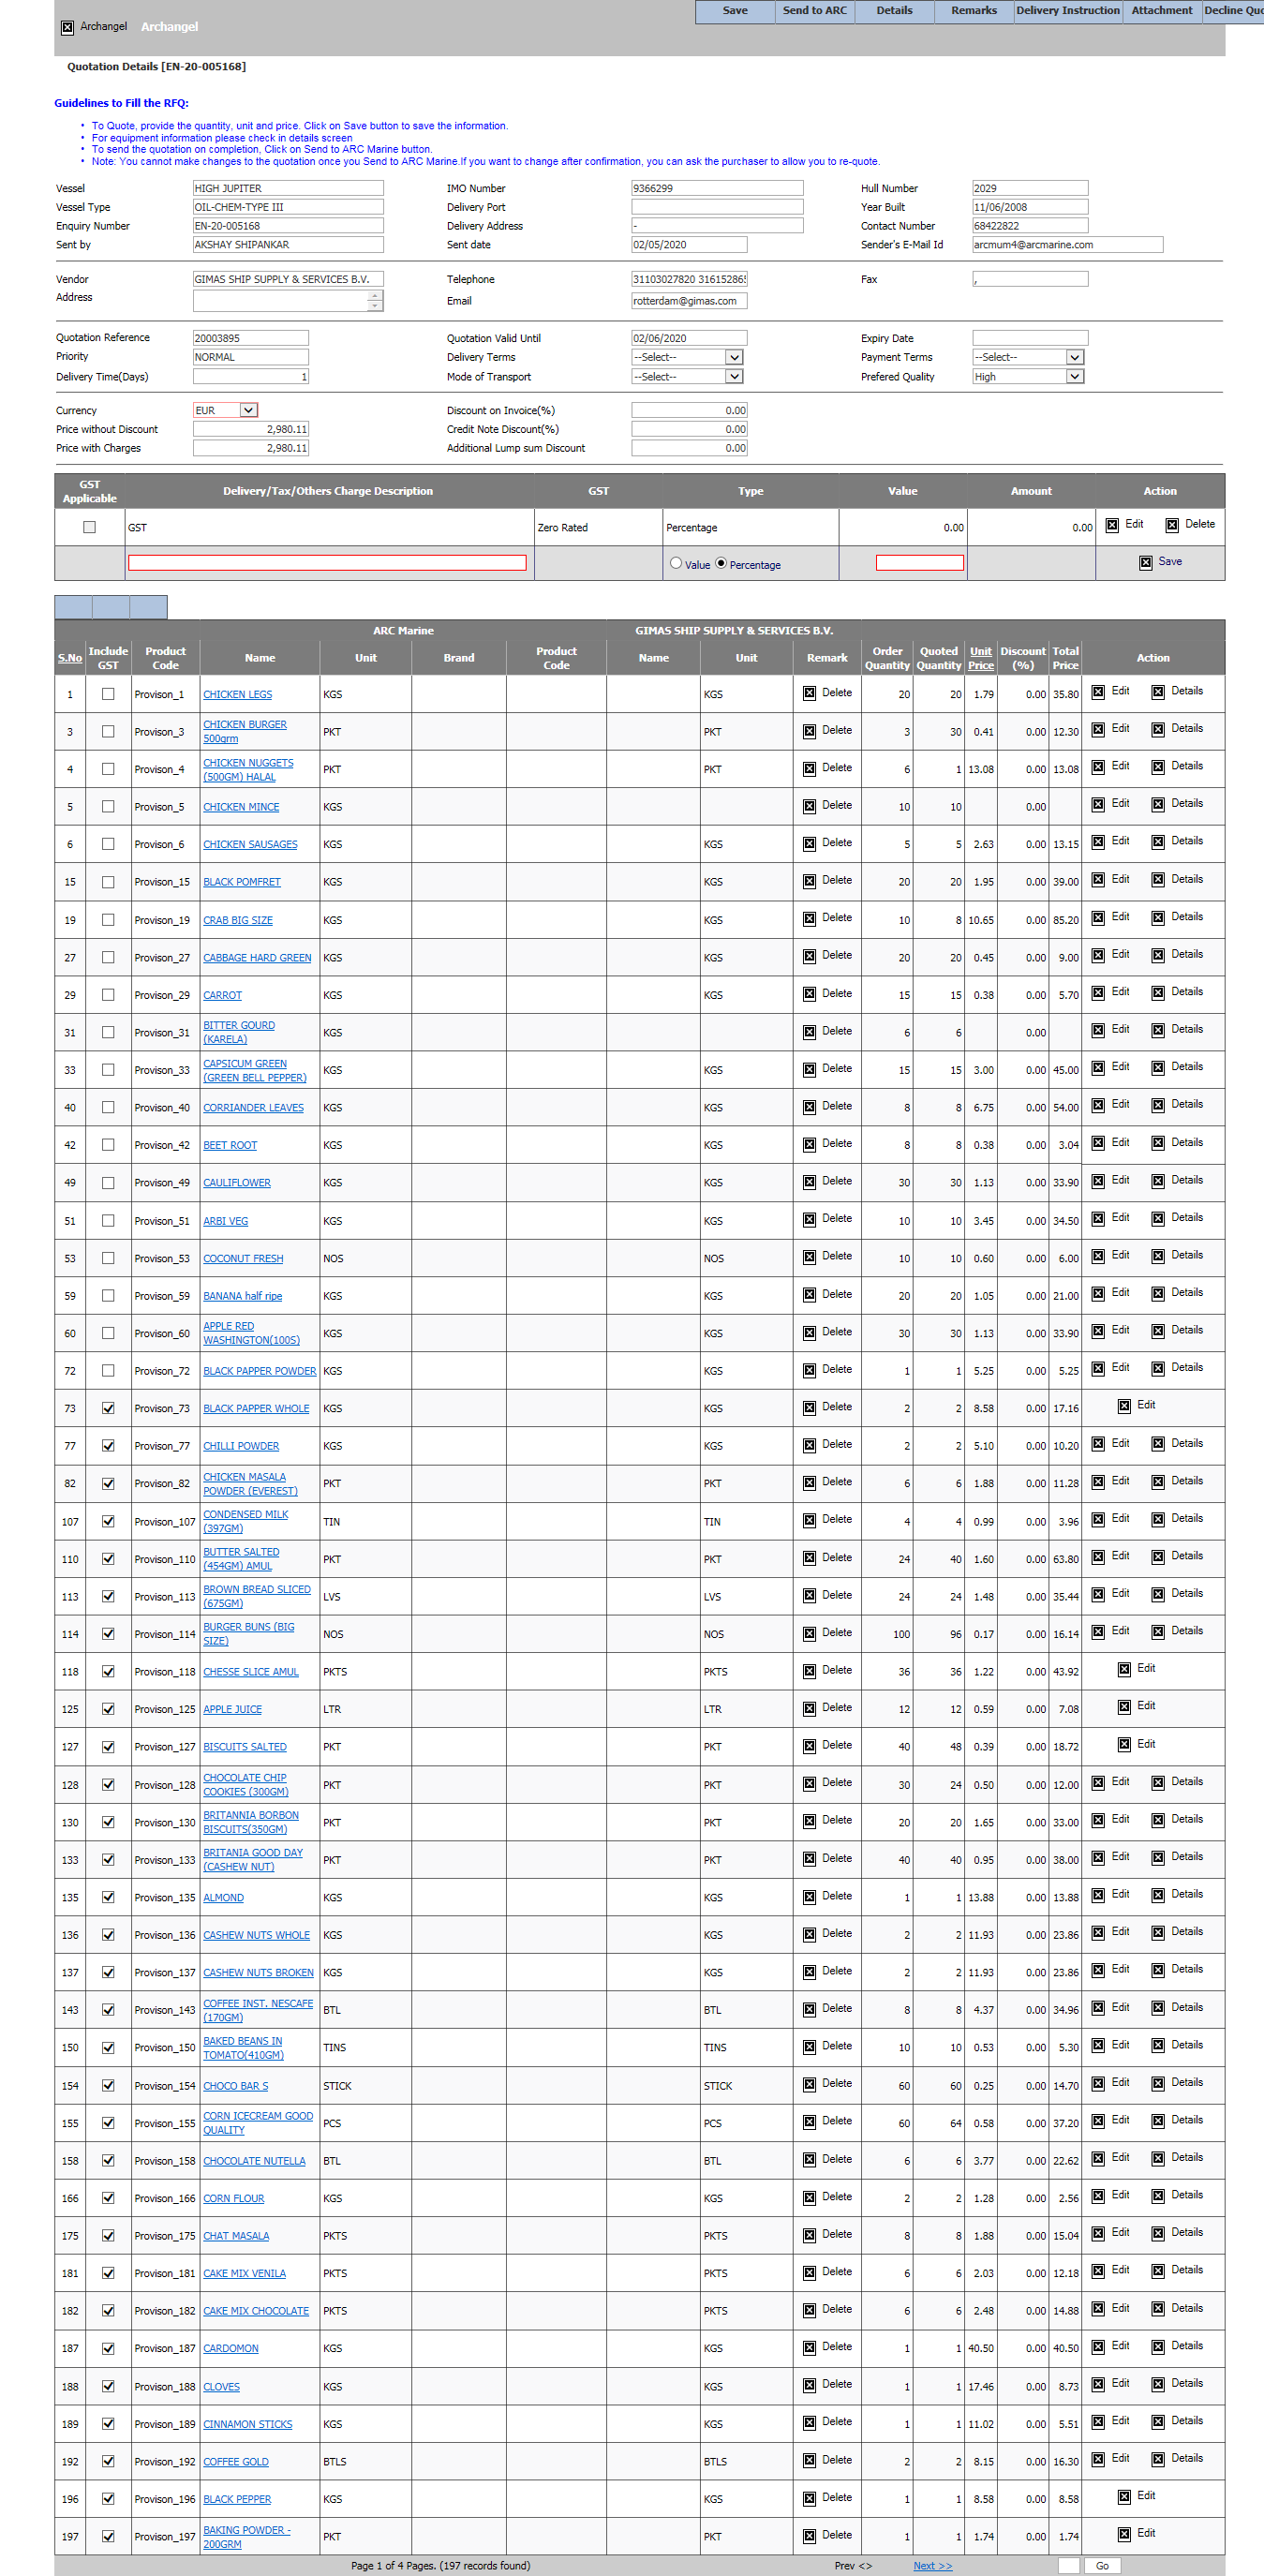 Save Send to ARC Details Remarks Delivery Instruction Attachment Decline Quo
Archangel Archangel
Quotation Details [EN-20-005168]
Guidelines to Fill the RFQ:
• To Quote, provide the quantity, unit and price. Click on Save button to save the information.
• For equipment information please check in details screen
• To send the quotation on completion, Click on Send to ARC Marine button.
• Note: You cannot make changes to the quotation once you Send to ARC Marine.If you want to change after confirmation, you can ask the purchaser to allow you to re-quote.
Vessel HIGH JUPITER IMO Number 9366299 Hull Number 2029
Vessel Type OIL-CHEM-TYPE III Delivery Port Year Built 11/06/2008
Enquiry Number EN-20-005168 Delivery Address - Contact Number 68422822
Sent by AKSHAY SHIPANKAR Sent date 02/05/2020 Sender's E-Mail Id arcmum4@arcmarine.com
Vendor GIMAS SHIP SUPPLY & SERVICES B.V. Telephone 31103027820 316152865 Fax ,
Address Email rotterdam@gimas.com
Quotation Reference 20003895 Quotation Valid Until 02/06/2020 Expiry Date
Priority NORMAL Delivery Terms --Select-- Payment Terms --Select--
Delivery Time(Days) 1 Mode of Transport --Select-- Prefered Quality High
Currency EUR Discount on Invoice(%) 0.00
Price without Discount 2,980.11 Credit Note Discount(%) 0.00
Price with Charges 2,980.11 Additional Lump sum Discount 0.00
GST Applicable Delivery/Tax/Others Charge Description GST Type Value Amount Action
GST Zero Rated Percentage 0.00 0.00 Edit Delete
Value Percentage Save
ARC Marine GIMAS SHIP SUPPLY & SERVICES B.V.
S.No Include GST Product Code Name Unit Brand Product Code Name Unit Remark Order Quantity Quoted Quantity Unit Price Discount (%) Total Price Action
1 Provison_1 CHICKEN LEGS KGS KGS Delete 20 20 1.79 0.00 35.80 Edit Details
3 Provison_3 CHICKEN BURGER 500grm PKT PKT Delete 3 30 0.41 0.00 12.30 Edit Details
4 Provison_4 CHICKEN NUGGETS (500GM) HALAL PKT PKT Delete 6 1 13.08 0.00 13.08 Edit Details
5 Provison_5 CHICKEN MINCE KGS Delete 10 10 0.00 Edit Details
6 Provison_6 CHICKEN SAUSAGES KGS KGS Delete 5 5 2.63 0.00 13.15 Edit Details
15 Provison_15 BLACK POMFRET KGS KGS Delete 20 20 1.95 0.00 39.00 Edit Details
19 Provison_19 CRAB BIG SIZE KGS KGS Delete 10 8 10.65 0.00 85.20 Edit Details
27 Provison_27 CABBAGE HARD GREEN KGS KGS Delete 20 20 0.45 0.00 9.00 Edit Details
29 Provison_29 CARROT KGS KGS Delete 15 15 0.38 0.00 5.70 Edit Details
31 Provison_31 BITTER GOURD (KARELA) KGS Delete 6 6 0.00 Edit Details
33 Provison_33 CAPSICUM GREEN (GREEN BELL PEPPER) KGS KGS Delete 15 15 3.00 0.00 45.00 Edit Details
40 Provison_40 CORRIANDER LEAVES KGS KGS Delete 8 8 6.75 0.00 54.00 Edit Details
42 Provison_42 BEET ROOT KGS KGS Delete 8 8 0.38 0.00 3.04 Edit Details
49 Provison_49 CAULIFLOWER KGS KGS Delete 30 30 1.13 0.00 33.90 Edit Details
51 Provison_51 ARBI VEG KGS KGS Delete 10 10 3.45 0.00 34.50 Edit Details
53 Provison_53 COCONUT FRESH NOS NOS Delete 10 10 0.60 0.00 6.00 Edit Details
59 Provison_59 BANANA half ripe KGS KGS Delete 20 20 1.05 0.00 21.00 Edit Details
60 Provison_60 APPLE RED WASHINGTON(100S) KGS KGS Delete 30 30 1.13 0.00 33.90 Edit Details
72 Provison_72 BLACK PAPPER POWDER KGS KGS Delete 1 1 5.25 0.00 5.25 Edit Details
73 Provison_73 BLACK PAPPER WHOLE KGS KGS Delete 2 2 8.58 0.00 17.16 Edit
77 Provison_77 CHILLI POWDER KGS KGS Delete 2 2 5.10 0.00 10.20 Edit Details
82 Provison_82 CHICKEN MASALA POWDER (EVEREST) PKT PKT Delete 6 6 1.88 0.00 11.28 Edit Details
107 Provison_107 CONDENSED MILK (397GM) TIN TIN Delete 4 4 0.99 0.00 3.96 Edit Details
110 Provison_110 BUTTER SALTED (454GM) AMUL PKT PKT Delete 24 40 1.60 0.00 63.80 Edit Details
113 Provison_113 BROWN BREAD SLICED (675GM) LVS LVS Delete 24 24 1.48 0.00 35.44 Edit Details
114 Provison_114 BURGER BUNS (BIG SIZE) NOS NOS Delete 100 96 0.17 0.00 16.14 Edit Details
118 Provison_118 CHESSE SLICE AMUL PKTS PKTS Delete 36 36 1.22 0.00 43.92 Edit
125 Provison_125 APPLE JUICE LTR LTR Delete 12 12 0.59 0.00 7.08 Edit
127 Provison_127 BISCUITS SALTED PKT PKT Delete 40 48 0.39 0.00 18.72 Edit
128 Provison_128 CHOCOLATE CHIP COOKIES (300GM) PKT PKT Delete 30 24 0.50 0.00 12.00 Edit Details
130 Provison_130 BRITANNIA BORBON BISCUITS(350GM) PKT PKT Delete 20 20 1.65 0.00 33.00 Edit Details
133 Provison_133 BRITANIA GOOD DAY (CASHEW NUT) PKT PKT Delete 40 40 0.95 0.00 38.00 Edit Details
135 Provison_135 ALMOND KGS KGS Delete 1 1 13.88 0.00 13.88 Edit Details
136 Provison_136 CASHEW NUTS WHOLE KGS KGS Delete 2 2 11.93 0.00 23.86 Edit Details
137 Provison_137 CASHEW NUTS BROKEN KGS KGS Delete 2 2 11.93 0.00 23.86 Edit Details
143 Provison_143 COFFEE INST. NESCAFE (170GM) BTL BTL Delete 8 8 4.37 0.00 34.96 Edit Details
150 Provison_150 BAKED BEANS IN TOMATO(410GM) TINS TINS Delete 10 10 0.53 0.00 5.30 Edit Details
154 Provison_154 CHOCO BAR S STICK STICK Delete 60 60 0.25 0.00 14.70 Edit Details
155 Provison_155 CORN ICECREAM GOOD QUALITY PCS PCS Delete 60 64 0.58 0.00 37.20 Edit Details
158 Provison_158 CHOCOLATE NUTELLA BTL BTL Delete 6 6 3.77 0.00 22.62 Edit Details
166 Provison_166 CORN FLOUR KGS KGS Delete 2 2 1.28 0.00 2.56 Edit Details
175 Provison_175 CHAT MASALA PKTS PKTS Delete 8 8 1.88 0.00 15.04 Edit Details
181 Provison_181 CAKE MIX VENILA PKTS PKTS Delete 6 6 2.03 0.00 12.18 Edit Details
182 Provison_182 CAKE MIX CHOCOLATE PKTS PKTS Delete 6 6 2.48 0.00 14.88 Edit Details
187 Provison_187 CARDOMON KGS KGS Delete 1 1 40.50 0.00 40.50 Edit Details
188 Provison_188 CLOVES KGS KGS Delete 1 1 17.46 0.00 8.73 Edit Details
189 Provison_189 CINNAMON STICKS KGS KGS Delete 1 1 11.02 0.00 5.51 Edit Details
192 Provison_192 COFFEE GOLD BTLS BTLS Delete 2 2 8.15 0.00 16.30 Edit Details
196 Provison_196 BLACK PEPPER KGS KGS Delete 1 1 8.58 0.00 8.58 Edit
197 Provison_197 BAKING POWDER - 200GRM PKT PKT Delete 1 1 1.74 0.00 1.74 Edit
Page 1 of 4 Pages. (197 records found) Prev <> Next >> Go